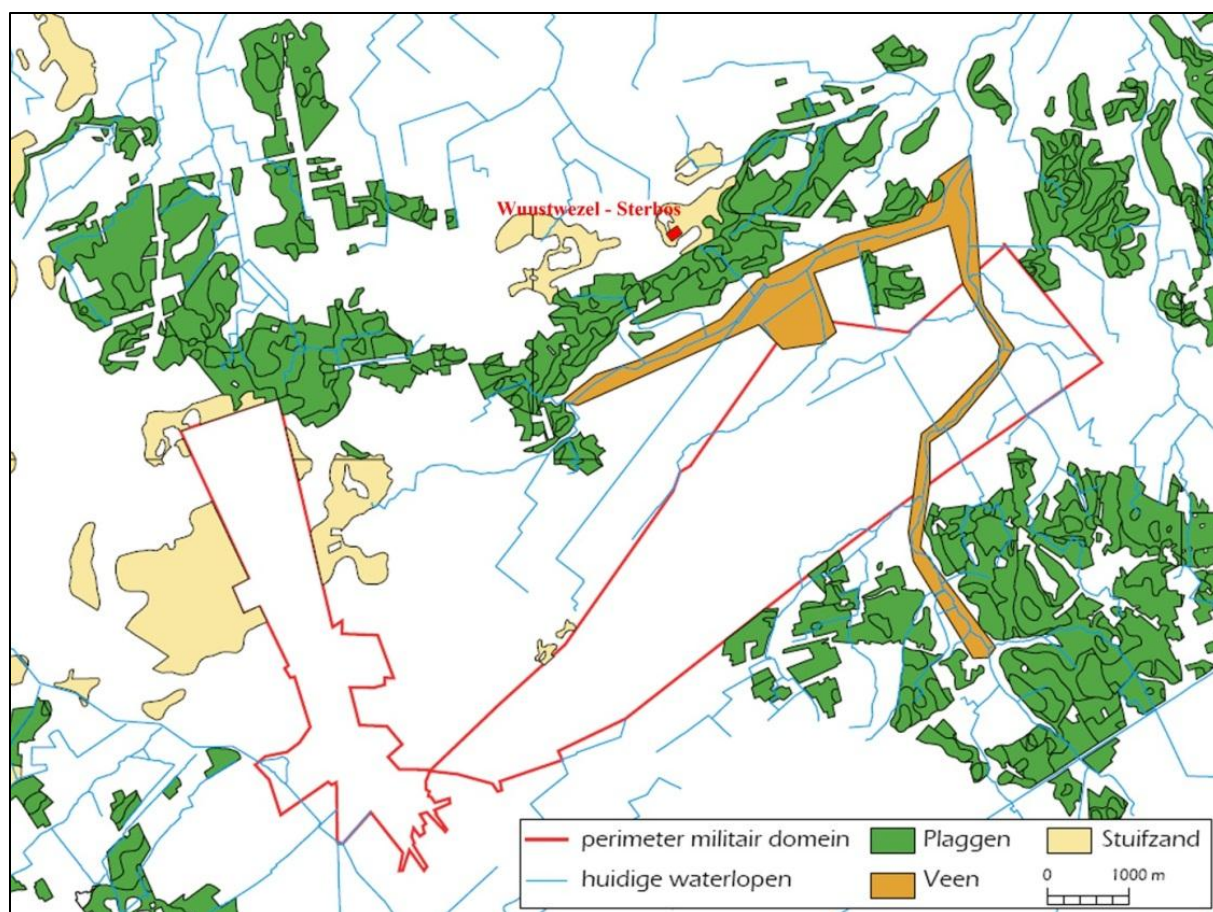 Wuustwezel - Sterbos
perimeter militair domein
Plaggen
Stuifzand
huidige waterlopen
Veen
0
1000 m